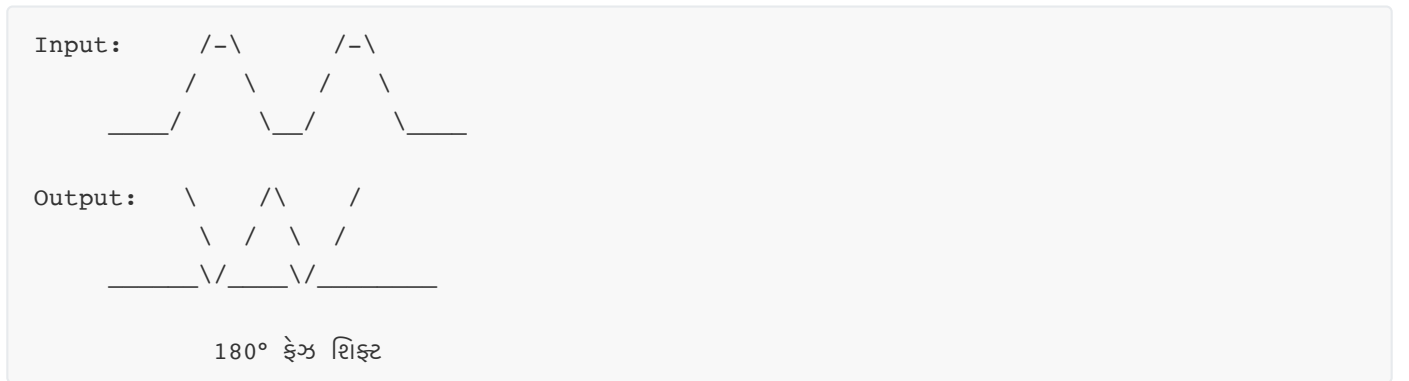 Input:     /-\       /-\
          /   \     /   \
     ____/     \__/     \____
Output:   \    /\    /
           \  /  \  /
     ______\/____\/________
180° ફેઝ શિફ્ટ